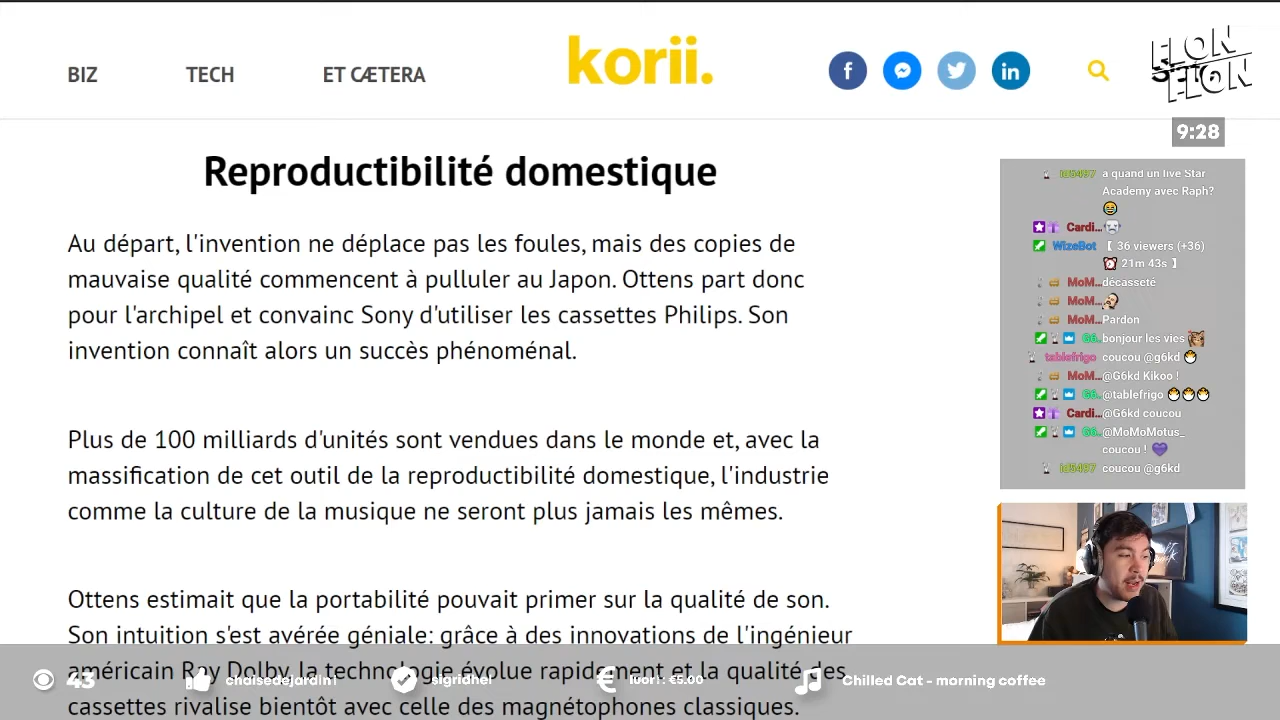 BIZ
TECH
ET CÆTERA
korii.
FLON
FLON
9:28
Reproductibilité domestique
Au départ, l'invention ne déplace pas les foules, mais des copies de
mauvaise qualité commencent à pulluler au Japon. Ottens part donc
pour l'archipel et convainc Sony d'utiliser les cassettes Philips. Son
invention connaît alors un succès phénoménal.
Plus de 100 milliards d'unités sont vendues dans le monde et, avec la
massification de cet outil de la reproductibilité domestique, l'industrie
comme la culture de la musique ne seront plus jamais les mêmes.
Ottens estimait que la portabilité pouvait primer sur la qualité de son.
Son intuition s'est avérée géniale: grâce à des innovations de l'ingénieur
américain Ray Dolby, la technologie évolue rapidement et la qualité des
cassettes rivalise bientôt avec celle des magnétophones classiques.
a quand un live Star
Academy avec Raph?
Cardi...
WizeBot 【 36 viewers (+36)
21m 43s 】
MoM... décasseté
MoM...
MoM... Pardon
G6.. bonjour les vies
tablefrigo coucou @g6kd
MoM... @G6kd Kikoo !
G6.. @tablefrigo
Cardi... @G6kd coucou
G6.. @MoMoMotus_
coucou !
coucou @g6kd
43
chaisedejardin1
sigridher
€5.00
Chilled Cat - morning coffee